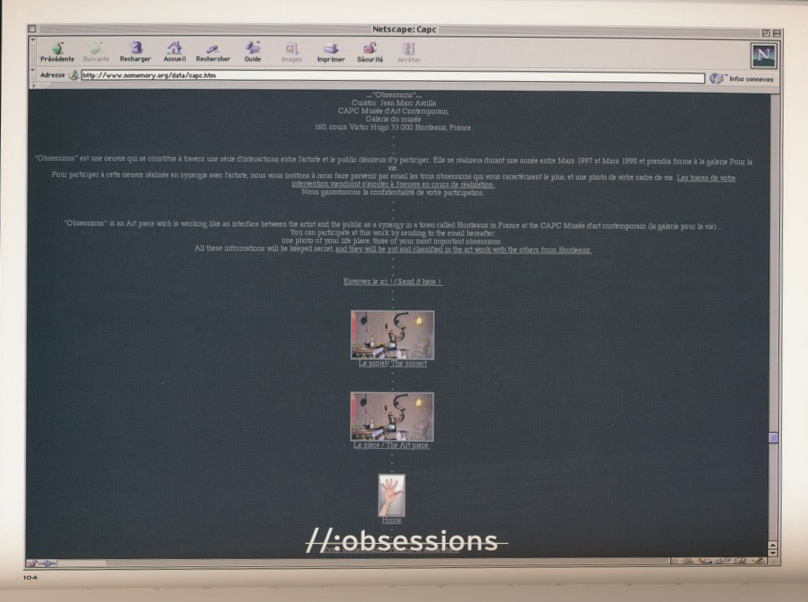 Netscape: Capc
Précédente Suivante Recharger Accueil Rechercher Guide Images Imprimer Sécurité Arrêter
Adresse http://www.nomemory.org/data/capc.htm Infos connexes
..."Obsessions"...
Curator: Jean Marc Avrilla
CAPC Musée d'Art Contemporain,
Galerie du musée
160, cours Victor Hugo 33 000 Bordeaux, France
"Obsessions" est une oeuvre qui se constitue à travers une série d'interactions entre l'artiste et le public désireux d'y participer. Elle se réalisera durant une année entre Mars 1997 et Mars 1998 et prendra forme à la galerie Pour la
vie
Pour participer à cette oeuvre réalisée en synergie avec l'artiste, nous vous invitons à nous faire parvenir par email les trois obsessions qui vous caractérisent le plus, et une photo de votre cadre de vie. Les traces de votre
intervention viendront s'ajouter à l'oeuvre en cours de réalisation.
Nous garantissons la confidentialité de votre participation.
"Obsessions" is an Art piece wich is working like an interface between the artist and the public as a synergy in a town called Bordeaux in France at the CAPC Musée d'art contemporain (la galerie pour la vie).
You can participate at this work by sending to the email hereafter:
one photo of your life place, three of your most important obsessions
All these informations will be keeped secret, and they will be put and classified in the art work with the others from Bordeaux.
Envoyez le ici ! / Send it here !
Le projet/ The project
La pièce / The Art piece
Home
//:obsessions
104